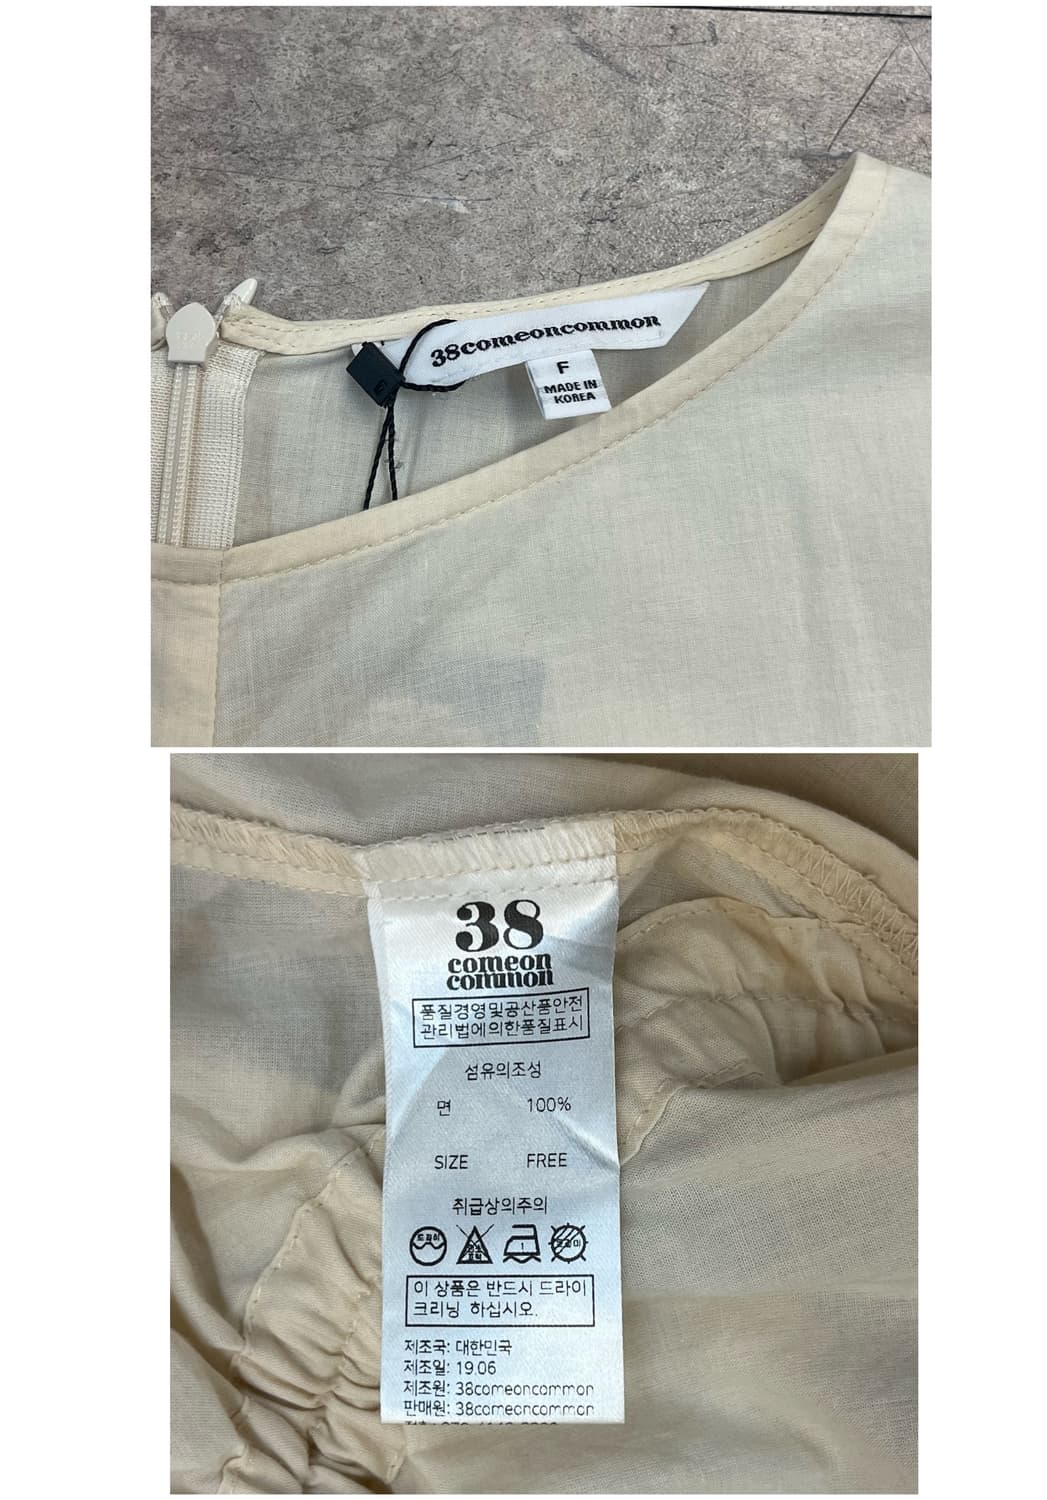 38comeoncommon
F
MADE IN
KOREA
38
comeon
common
품질경영및공산품안전
관리법에의한품질표시
섬유의조성
면 100%
SIZE FREE
취급상의주의
드라이
이 상품은 반드시 드라이
크리닝 하십시오.
제조국: 대한민국
제조일: 19.06
제조원: 38comeoncommon
판매원: 38comeoncommon